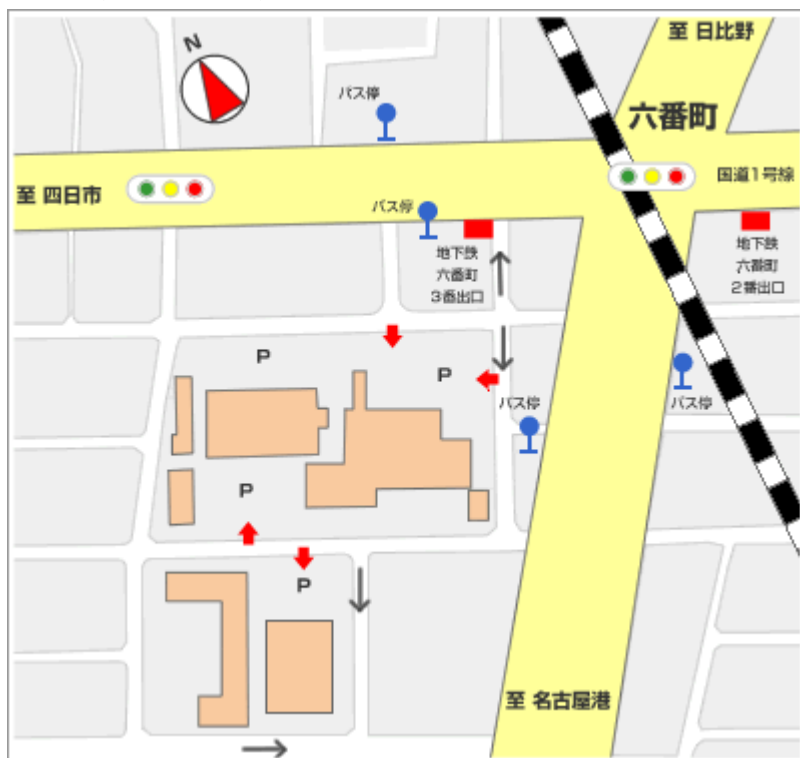 N
至 日比野
バス停
六番町
国道1号線
至 四日市
バス停
地下鉄
六番町
3番出口
地下鉄
六番町
2番出口
P
P
バス停
バス停
P
P
至 名古屋港